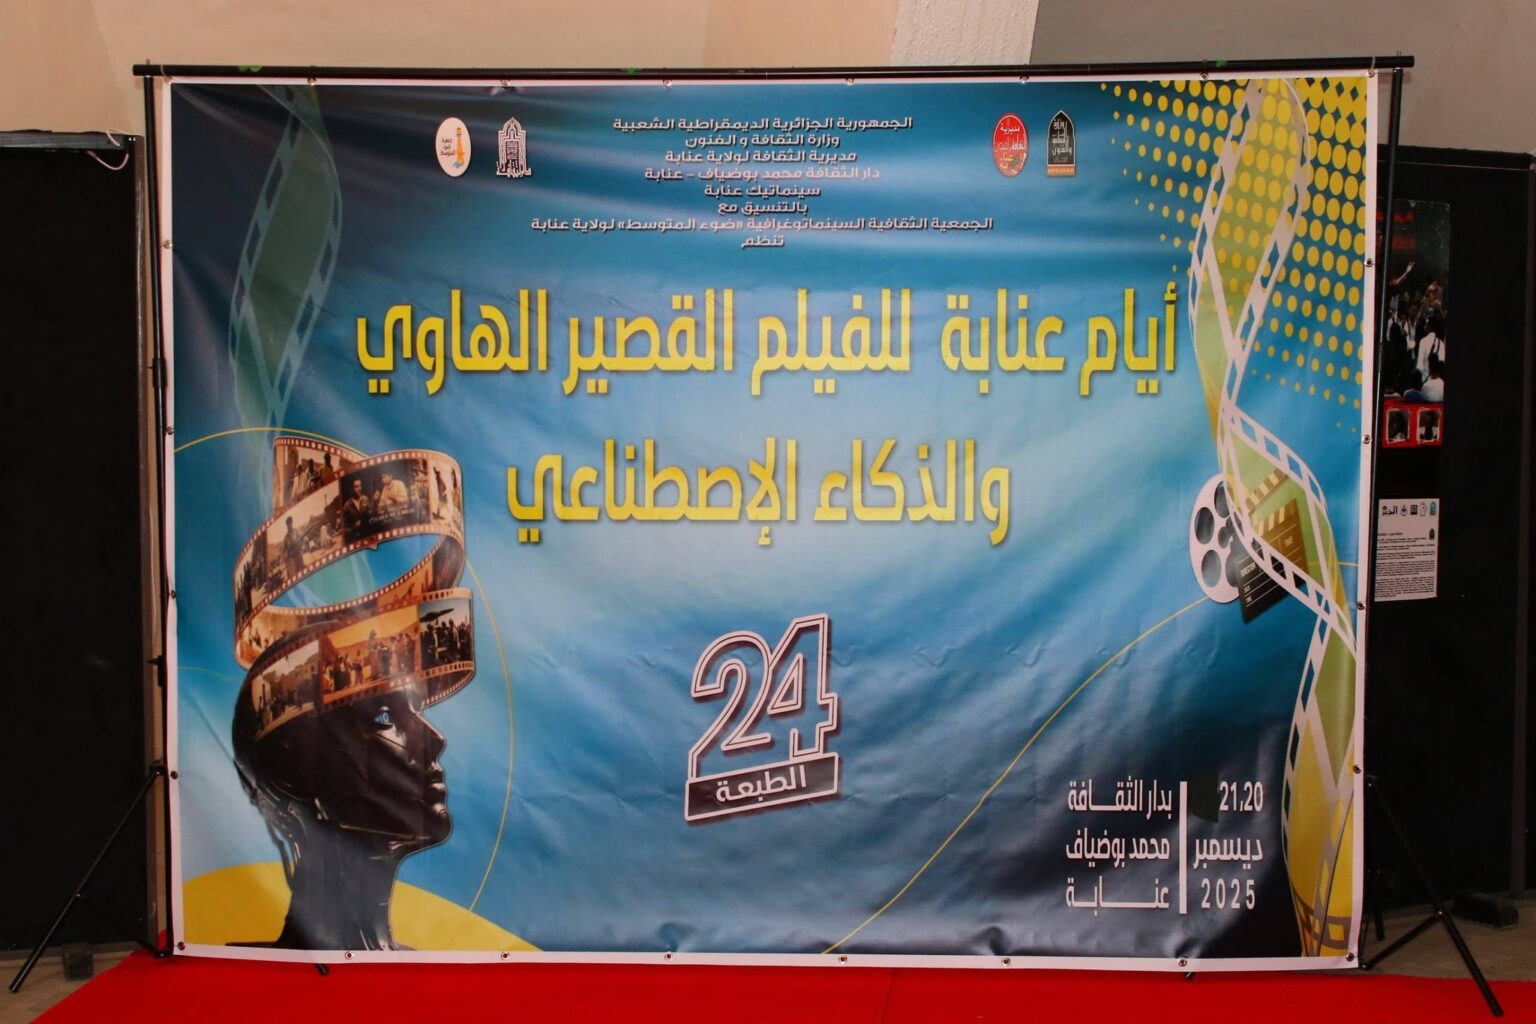 الجمهورية الجزائرية الديمقراطية الشعبية
وزارة الثقافة و الفنون
مديرية الثقافة لولاية عنابة
دار الثقافة محمد بوضياف - عنابة
سينماتيك عنابة
بالتنسيق مع
الجمعية الثقافية السينماتوغرافية «ضوء المتوسط» لولاية عنابة
تنظم
أيام عنابة للفيلم القصير الهاوي
والذكاء الإصطناعي
24
الطبعة
21،20
ديسمبر
2025
بدار الثقــافة
محمد بوضياف
عنـــــابـة